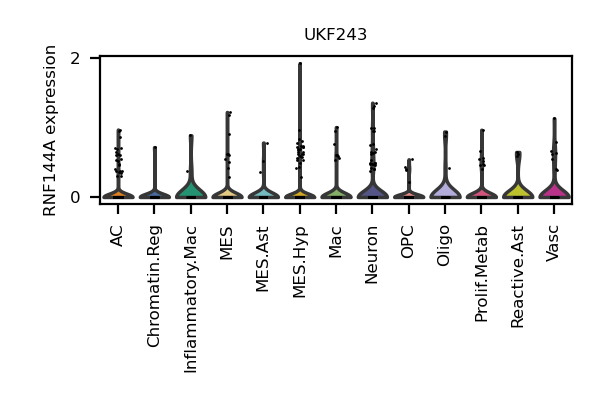 UKF243
RNF144A expression
2
0
AC
Chromatin.Reg
Inflammatory.Mac
MES
MES.Ast
MES.Hyp
Mac
Neuron
OPC
Oligo
Prolif.Metab
Reactive.Ast
Vasc